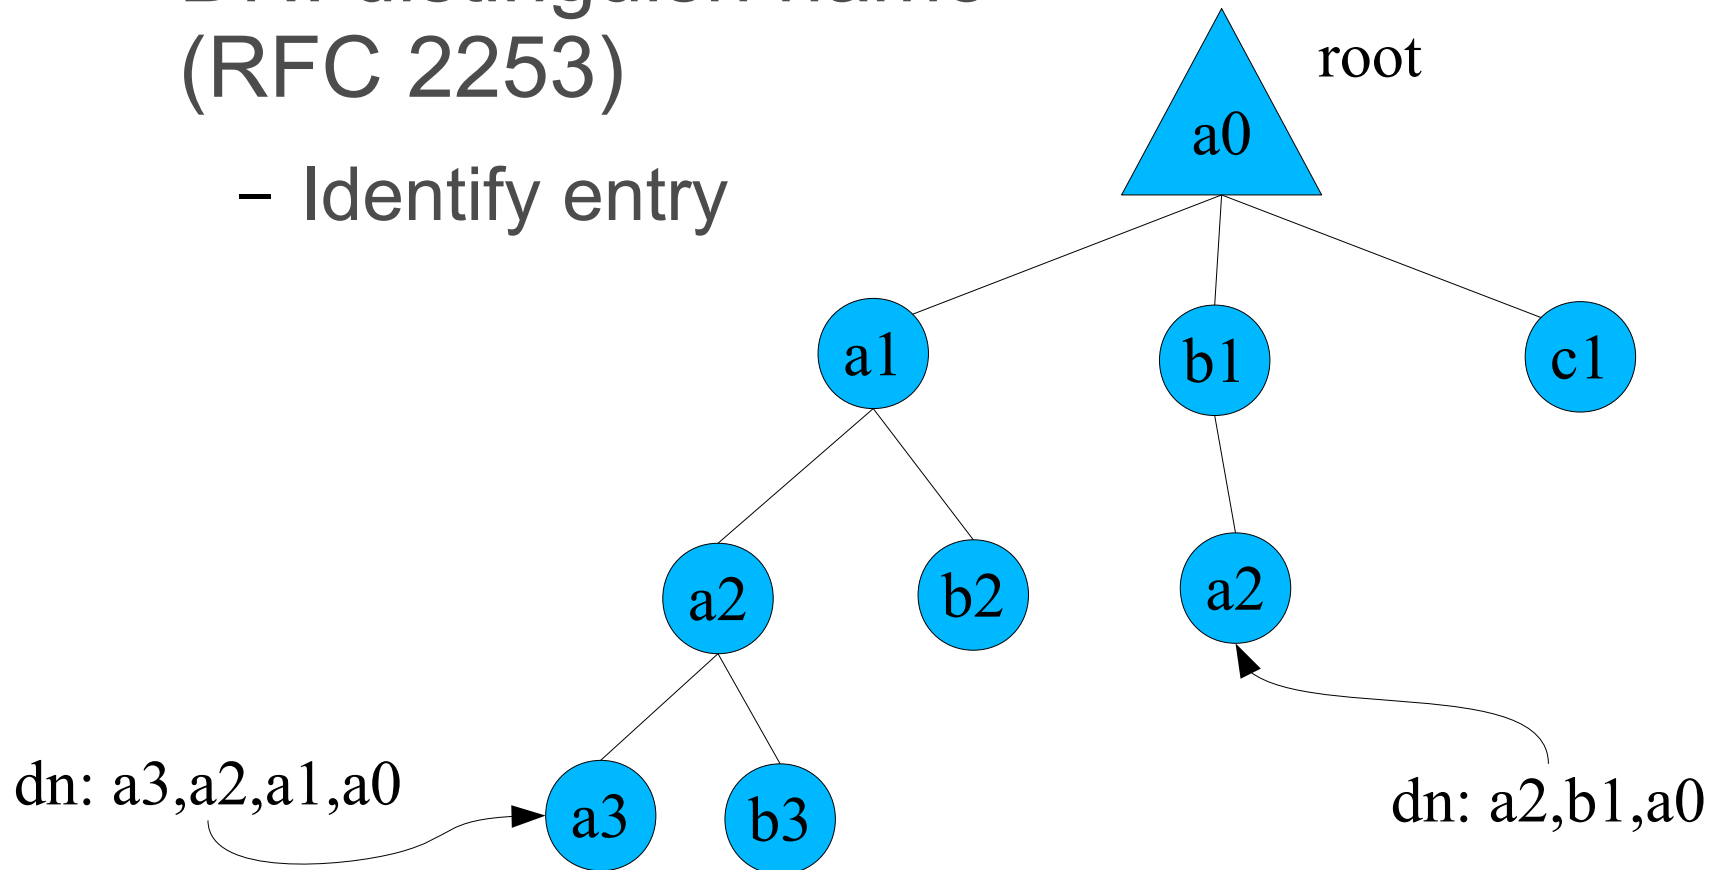 (RFC 2253)
– Identify entry
root
a0
a1
b1
c1
a2
b2
a2
dn: a3,a2,a1,a0
a3
b3
dn: a2,b1,a0